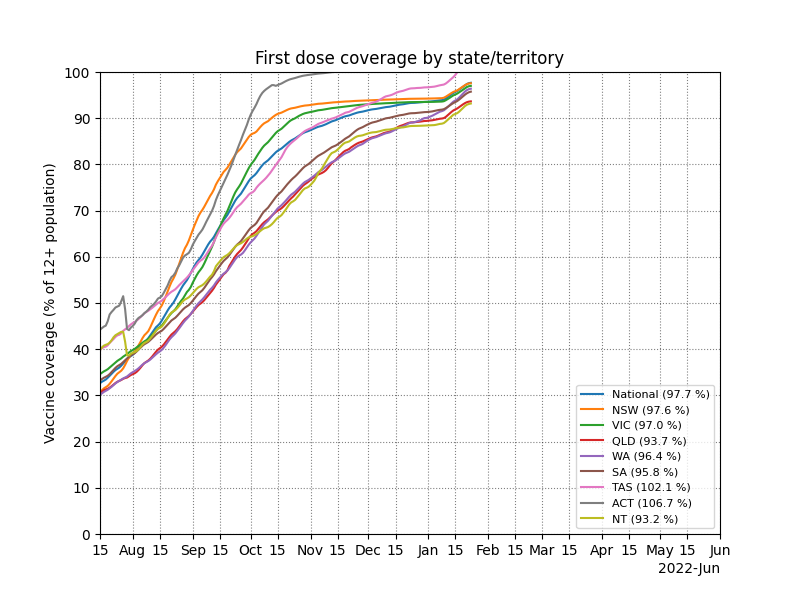 First dose coverage by state/territory
Vaccine coverage (% of 12+ population)
100
90
80
70
60
50
40
30
20
10
0
National (97.7 %)
NSW (97.6 %)
VIC (97.0 %)
QLD (93.7 %)
WA (96.4 %)
SA (95.8 %)
TAS (102.1 %)
ACT (106.7 %)
NT (93.2 %)
15 Aug 15 Sep 15 Oct 15 Nov 15 Dec 15 Jan 15 Feb 15 Mar 15 Apr 15 May 15 Jun
2022-Jun